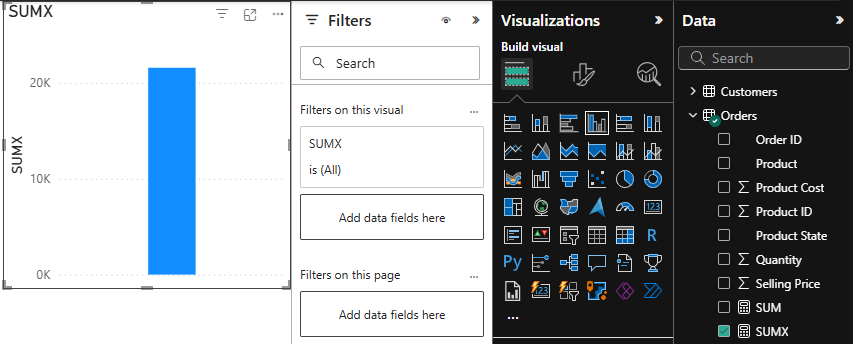 SUMX
20K
10K
0K
SUMX
Filters
Search
Filters on this visual
...
SUMX
is (All)
Add data fields here
Filters on this page
...
Add data fields here
Visualizations
Build visual
123
R
Py
123
...
Data
Search
Customers
Orders
Order ID
Product
Product Cost
Product ID
Product State
Quantity
Selling Price
SUM
SUMX